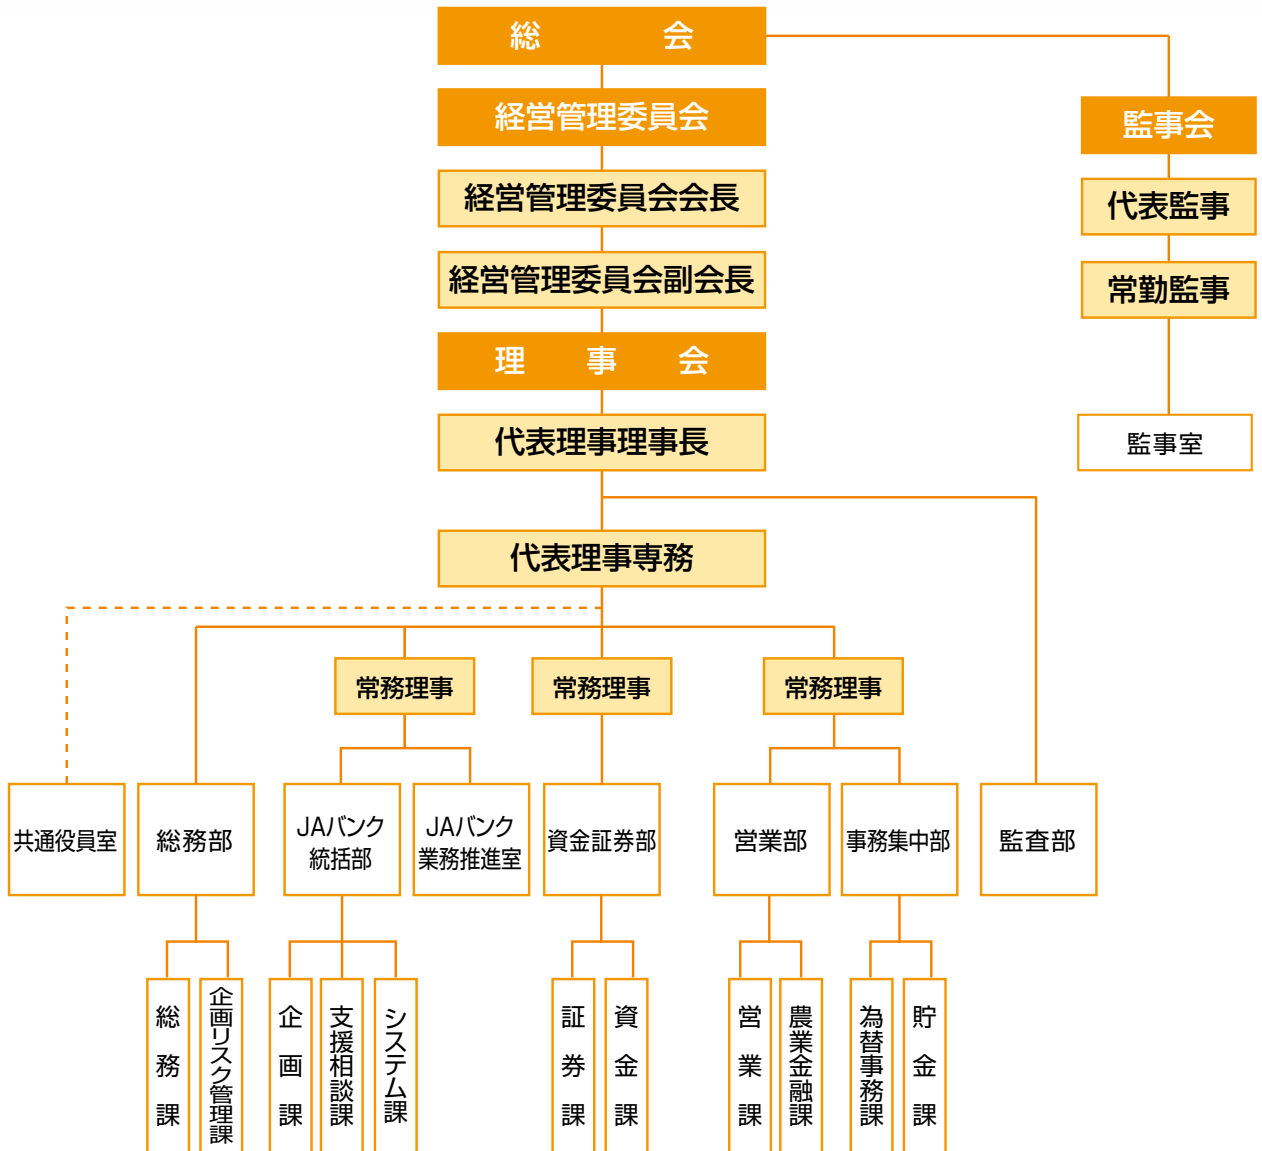 総会
経営管理委員会
監事会
経営管理委員会会長
代表監事
経営管理委員会副会長
常勤監事
理事会
代表理事理事長
監事室
代表理事専務
常務理事
常務理事
常務理事
共通役員室
総務部
JAバンク
統括部
JAバンク
業務推進室
資金証券部
営業部
事務集中部
監査部
総務課
企画リスク管理課
企画課
支援相談課
システム課
証券課
資金課
営業課
農業金融課
為替事務課
貯金課